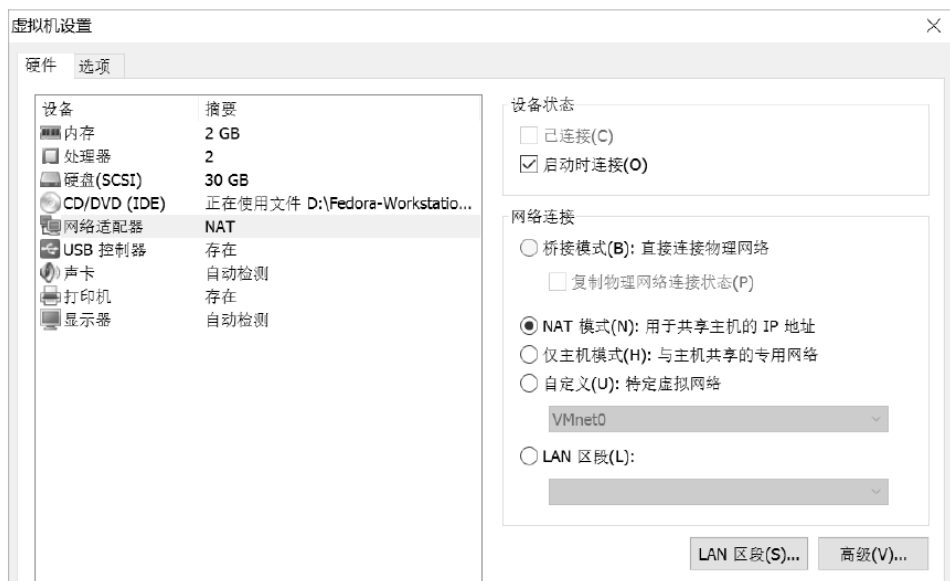 虚拟机设置
硬件 选项
设备 摘要
内存 2 GB
处理器 2
硬盘(SCSI) 30 GB
CD/DVD (IDE) 正在使用文件 D:\Fedora-Workstatio...
网络适配器 NAT
USB 控制器 存在
声卡 自动检测
打印机 存在
显示器 自动检测
设备状态
已连接(C)
启动时连接(O)
网络连接
桥接模式(B): 直接连接物理网络
复制物理网络连接状态(P)
NAT 模式(N): 用于共享主机的 IP 地址
仅主机模式(H): 与主机共享的专用网络
自定义(U): 特定虚拟网络
VMnet0
LAN 区段(L):
LAN 区段(S)... 高级(V)...